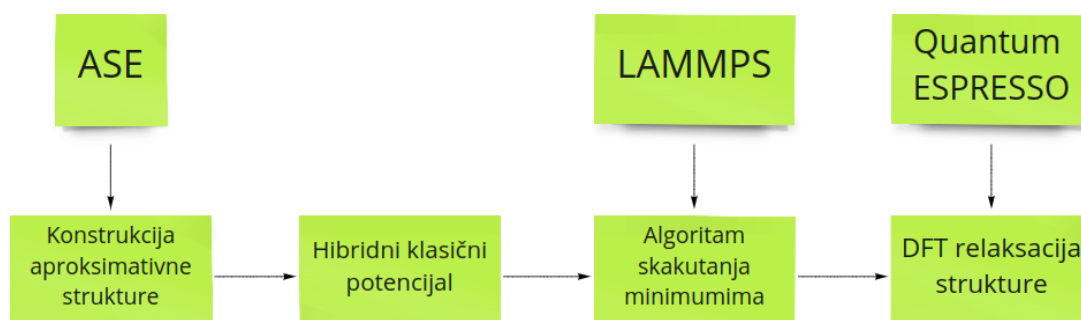 ASE
LAMMPS
Quantum
ESPRESSO
Konstrukcija
aproksimativne
strukture
Hibridni klasični
potencijal
Algoritam
skakutanja
minimumima
DFT relaksacija
strukture